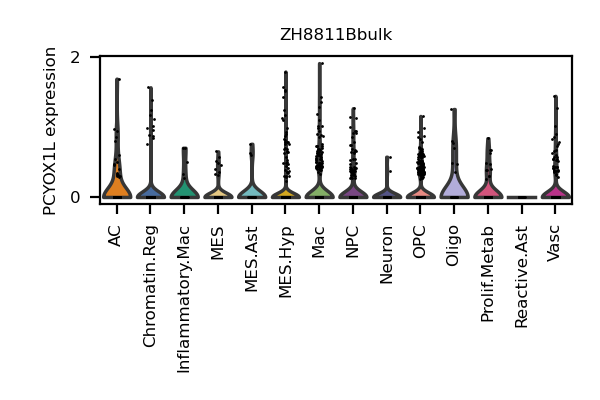 ZH8811Bbulk
PCYOX1L expression
2
0
AC
Chromatin.Reg
Inflammatory.Mac
MES
MES.Ast
MES.Hyp
Mac
NPC
Neuron
OPC
Oligo
Prolif.Metab
Reactive.Ast
Vasc